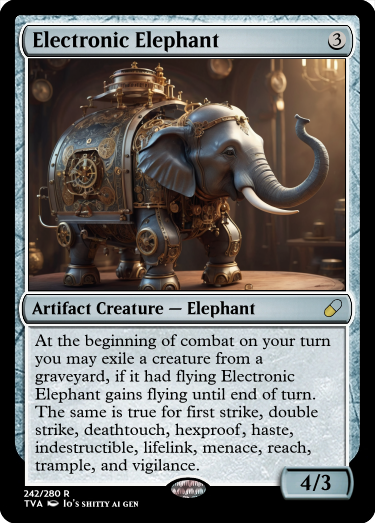 Electronic Elephant
3
Artifact Creature — Elephant
At the beginning of combat on your turn
you may exile a creature from a
graveyard, if it had flying Electronic
Elephant gains flying until end of turn.
The same is true for first strike, double
strike, deathtouch, hexproof, haste,
indestructible, lifelink, menace, reach,
trample, and vigilance.
4/3
242/280 R
TVA Io's shitty ai gen